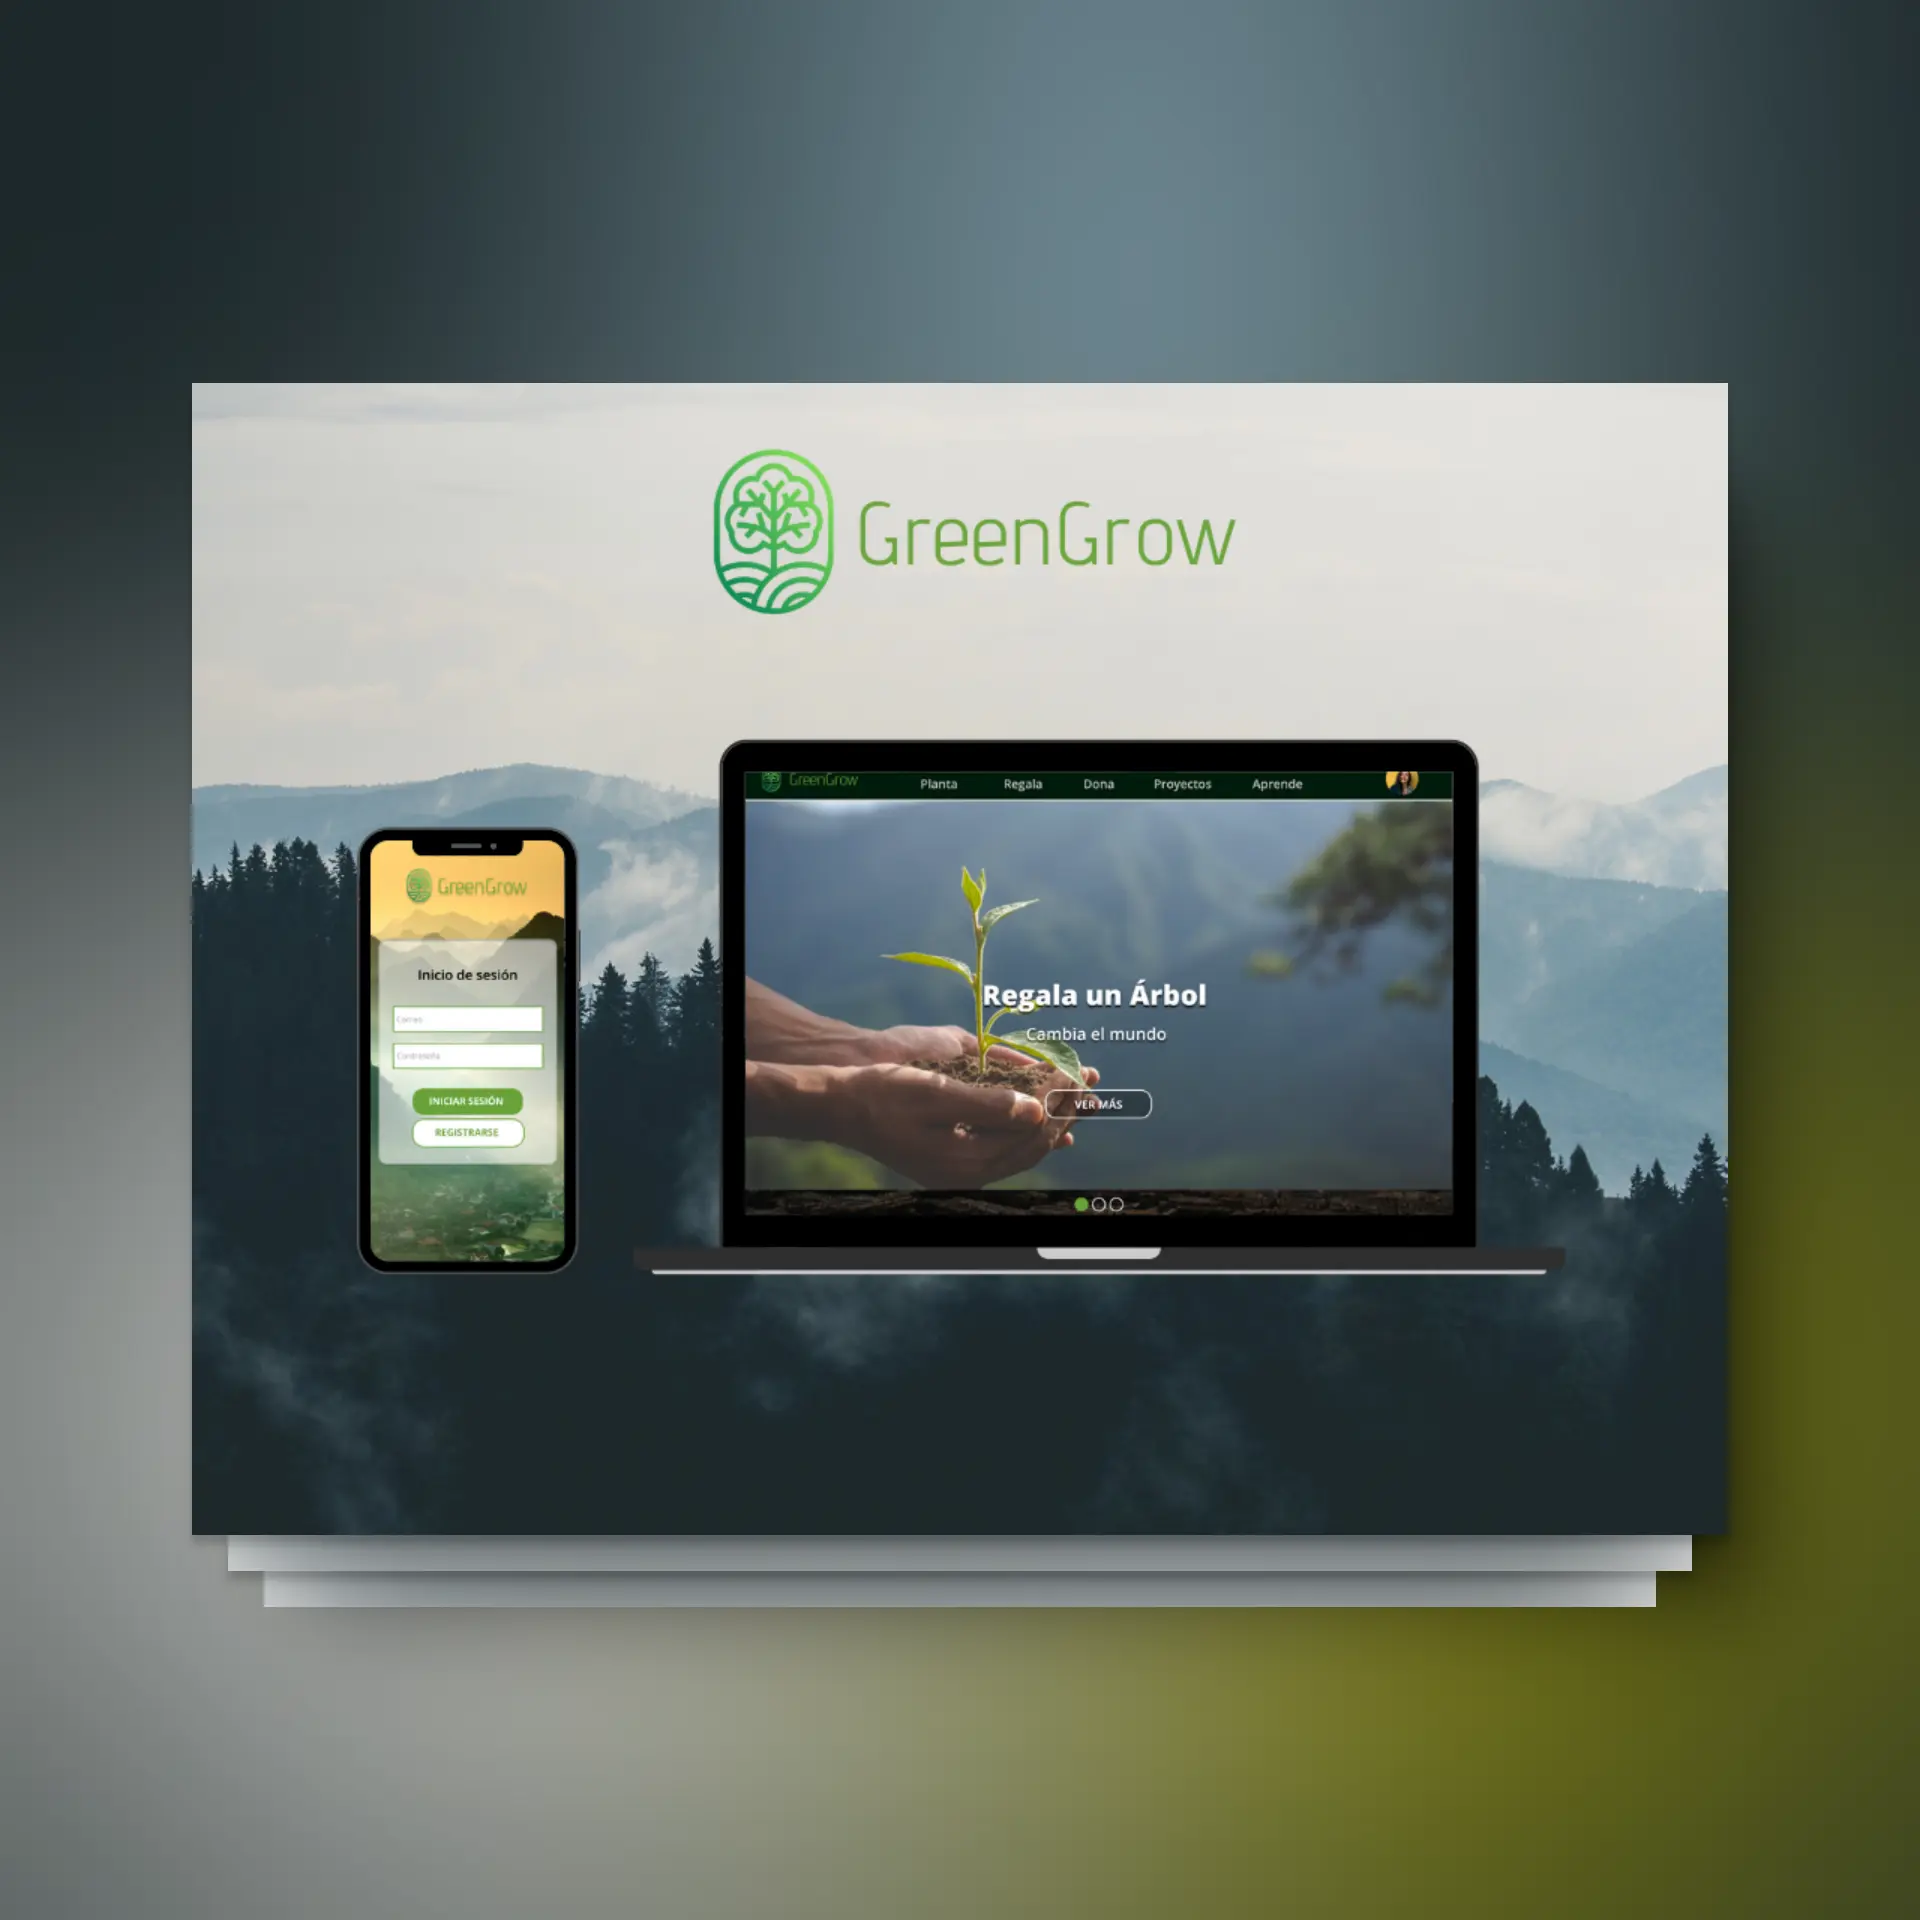 GreenGrow
GreenGrow
Planta
Regala
Dona
Proyectos
Aprende
Regala un Árbol
Cambia el mundo
VER MÁS
GreenGrow
Inicio de sesión
Correo
Contraseña
INICIAR SESIÓN
REGISTRARSE